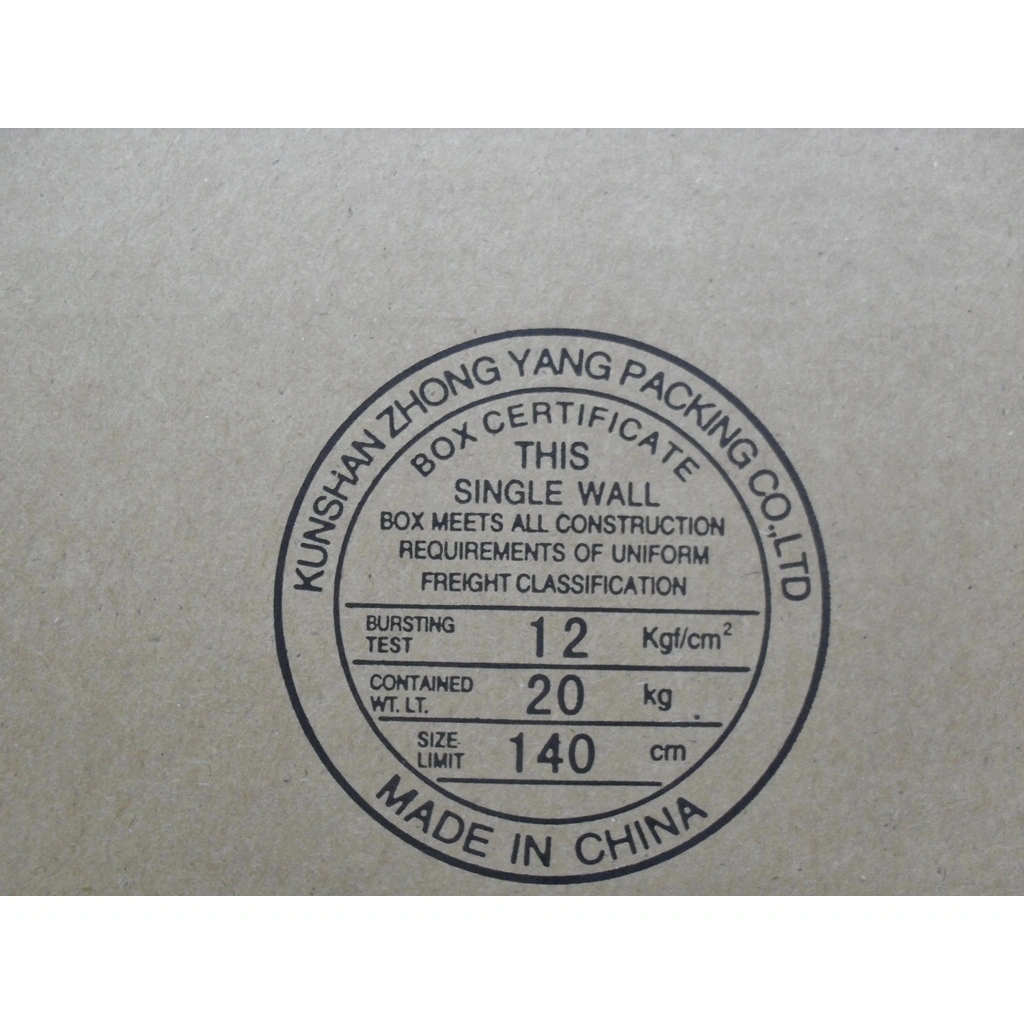 KUNSHAN ZHONG YANG PACKING CO.,LTD
BOX CERTIFICATE
THIS
SINGLE WALL
BOX MEETS ALL CONSTRUCTION
REQUIREMENTS OF UNIFORM
FREIGHT CLASSIFICATION
BURSTING TEST 12 Kgf/cm²
CONTAINED WT. LT. 20 kg
SIZE LIMIT 140 cm
MADE IN CHINA